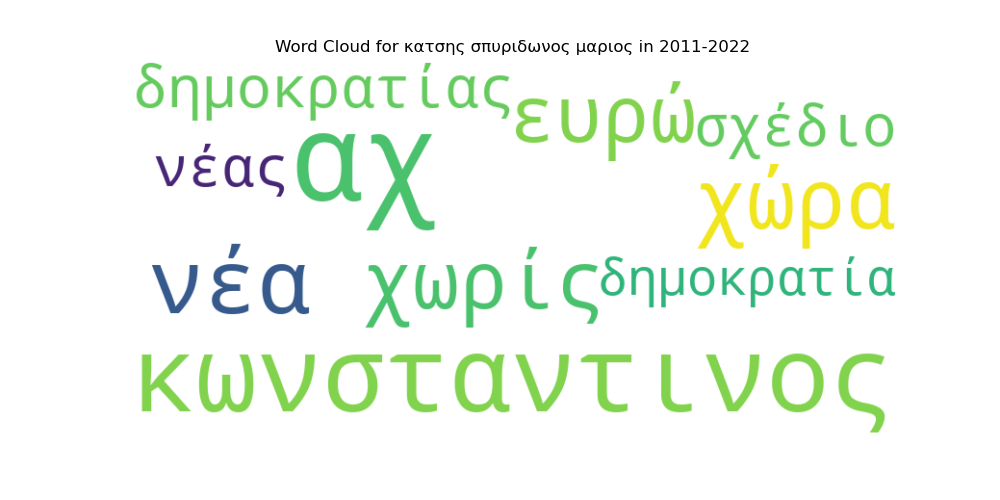 Word Cloud for κατσης σπυριδωνος μαριος in 2011-2022
δημοκρατίας
ευρώ
σχέδιο
νέας
αχ
χώρα
νέα
χωρίς
δημοκρατία
κωνσταντινος